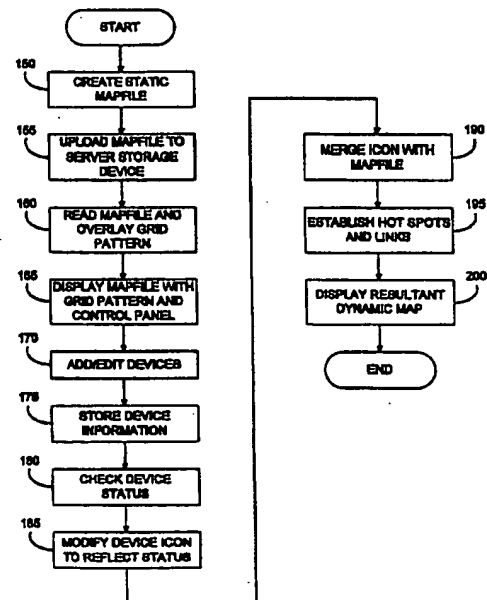 START
150
CREATE STATIC
MAPFILE
155
UPLOAD MAPFILE TO
SERVER STORAGE
DEVICE
160
READ MAPFILE AND
OVERLAY GRID
PATTERN
165
DISPLAY MAPFILE WITH
GRID PATTERN AND
CONTROL PANEL
170
ADD/EDIT DEVICES
175
STORE DEVICE
INFORMATION
180
CHECK DEVICE
STATUS
185
MODIFY DEVICE ICON
TO REFLECT STATUS
190
MERGE ICON WITH
MAPFILE
195
ESTABLISH HOT SPOTS
AND LINKS
200
DISPLAY RESULTANT
DYNAMIC MAP
END